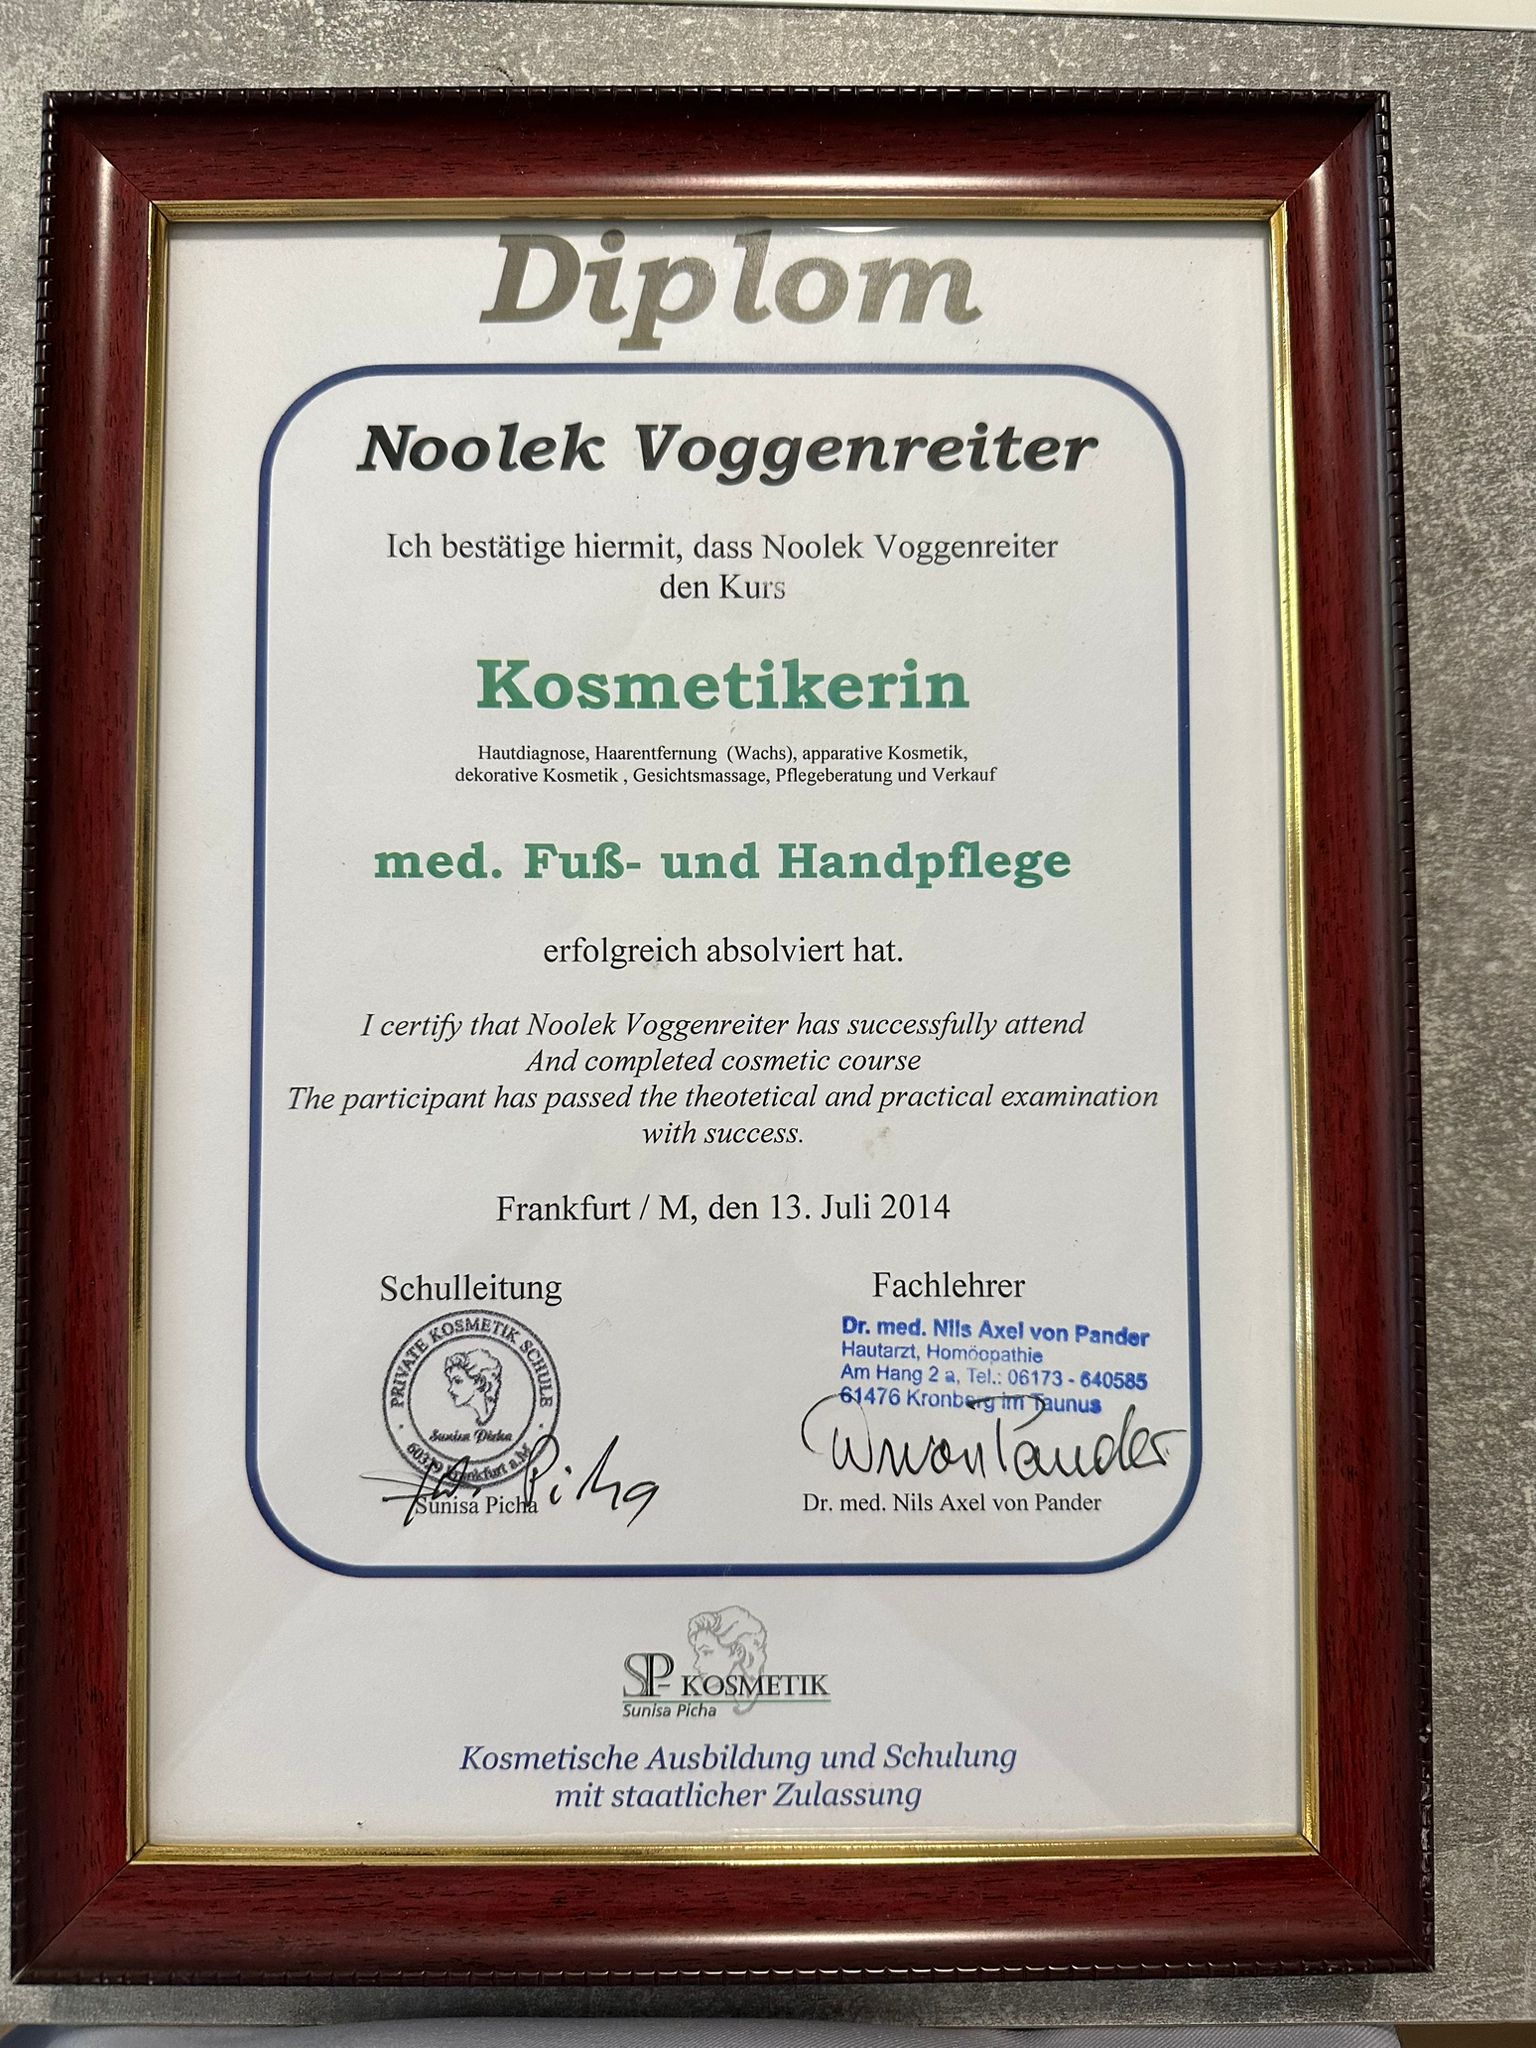 Diplom
Noolek Voggenreiter
Ich bestätige hiermit, dass Noolek Voggenreiter
den Kurs
Kosmetikerin
Hautdiagnose, Haarentfernung (Wachs), apparative Kosmetik,
dekorative Kosmetik , Gesichtsmassage, Pflegeberatung und Verkauf
med. Fuß- und Handpflege
erfolgreich absolviert hat.
I certify that Noolek Voggenreiter has successfully attend
And completed cosmetic course
The participant has passed the theotetical and practical examination
with success.
Frankfurt / M, den 13. Juli 2014
Schulleitung
Fachlehrer
PRIVATE KOSMETIK SCHULE
Sunisa Picha
Frankfurt a.M
Picha
Sunisa Picha
Dr. med. Nils Axel von Pander
Hautarzt, Homöopathie
Am Hang 2 a, Tel.: 06173 - 640585
61476 Kronberg im Taunus
von Pander
Dr. med. Nils Axel von Pander
SP-KOSMETIK
Sunisa Picha
Kosmetische Ausbildung und Schulung
mit staatlicher Zulassung